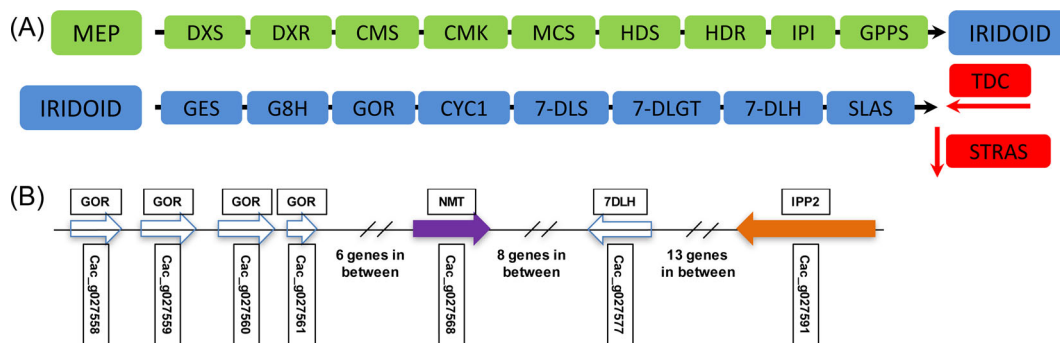 (A)
MEP DXS DXR CMS CMK MCS HDS HDR IPI GPPS IRIDOID
IRIDOID GES G8H GOR CYC1 7-DLS 7-DLGT 7-DLH SLAS TDC
STRAS
(B)
GOR GOR GOR GOR NMT 7DLH IPP2
6 genes in between 8 genes in between 13 genes in between
Cac_g027558 Cac_g027559 Cac_g027560 Cac_g027561 Cac_g027568 Cac_g027577 Cac_g027591